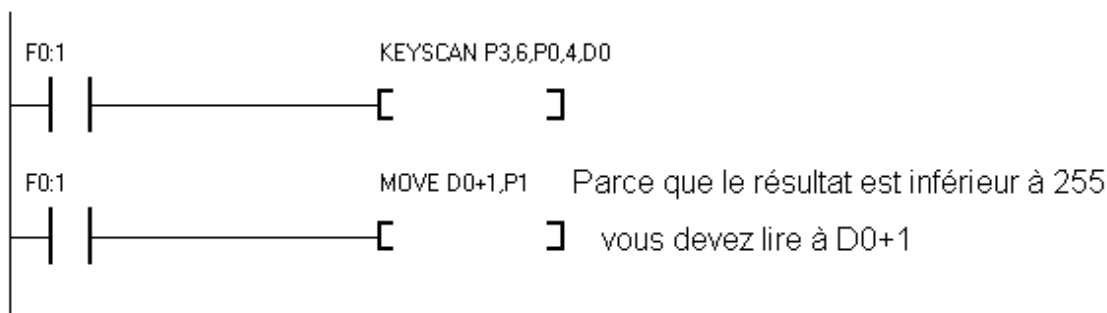 F0:1
KEYSCAN P3,6,P0,4,D0
F0:1
MOVE D0+1,P1
Parce que le résultat est inférieur à 255
vous devez lire à D0+1